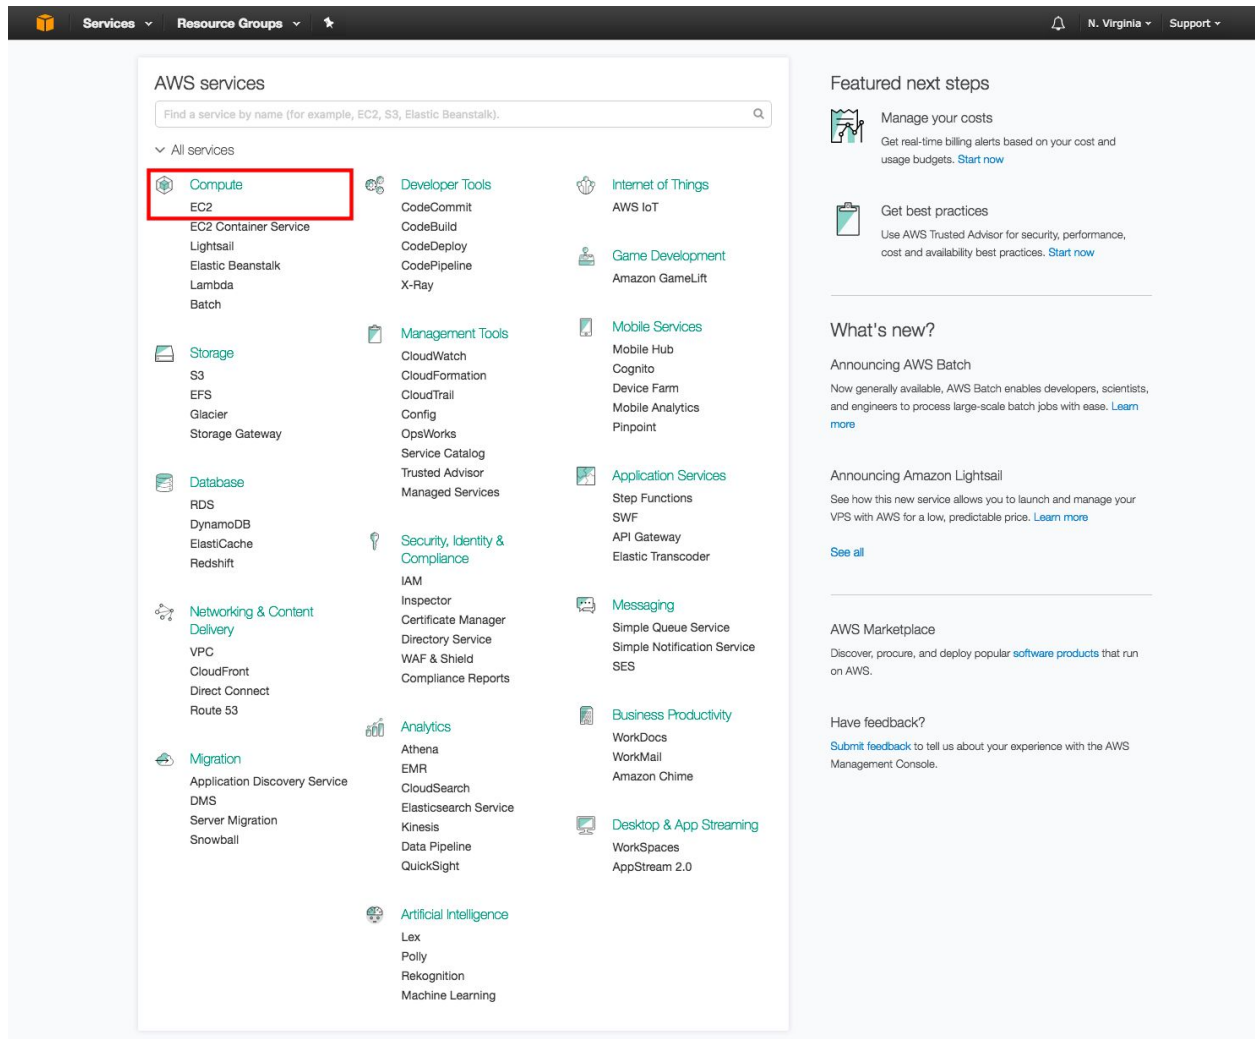 Services
Resource Groups
N. Virginia
Support
AWS services
Find a service by name (for example, EC2, S3, Elastic Beanstalk).
All services
Compute
EC2
EC2 Container Service
Lightsail
Elastic Beanstalk
Lambda
Batch
Storage
S3
EFS
Glacier
Storage Gateway
Database
RDS
DynamoDB
ElastiCache
Redshift
Networking & Content
Delivery
VPC
CloudFront
Direct Connect
Route 53
Migration
Application Discovery Service
DMS
Server Migration
Snowball
Developer Tools
CodeCommit
CodeBuild
CodeDeploy
CodePipeline
X-Ray
Management Tools
CloudWatch
CloudFormation
CloudTrail
Config
OpsWorks
Service Catalog
Trusted Advisor
Managed Services
Security, Identity &
Compliance
IAM
Inspector
Certificate Manager
Directory Service
WAF & Shield
Compliance Reports
Analytics
Athena
EMR
CloudSearch
Elasticsearch Service
Kinesis
Data Pipeline
QuickSight
Artificial Intelligence
Lex
Polly
Rekognition
Machine Learning
Internet of Things
AWS IoT
Game Development
Amazon GameLift
Mobile Services
Mobile Hub
Cognito
Device Farm
Mobile Analytics
Pinpoint
Application Services
Step Functions
SWF
API Gateway
Elastic Transcoder
Messaging
Simple Queue Service
Simple Notification Service
SES
Business Productivity
WorkDocs
WorkMail
Amazon Chime
Desktop & App Streaming
WorkSpaces
AppStream 2.0
Featured next steps
Manage your costs
Get real-time billing alerts based on your cost and
usage budgets. Start now
Get best practices
Use AWS Trusted Advisor for security, performance,
cost and availability best practices. Start now
What's new?
Announcing AWS Batch
Now generally available, AWS Batch enables developers, scientists,
and engineers to process large-scale batch jobs with ease. Learn
more
Announcing Amazon Lightsail
See how this new service allows you to launch and manage your
VPS with AWS for a low, predictable price. Learn more
See all
AWS Marketplace
Discover, procure, and deploy popular software products that run
on AWS.
Have feedback?
Submit feedback to tell us about your experience with the AWS
Management Console.